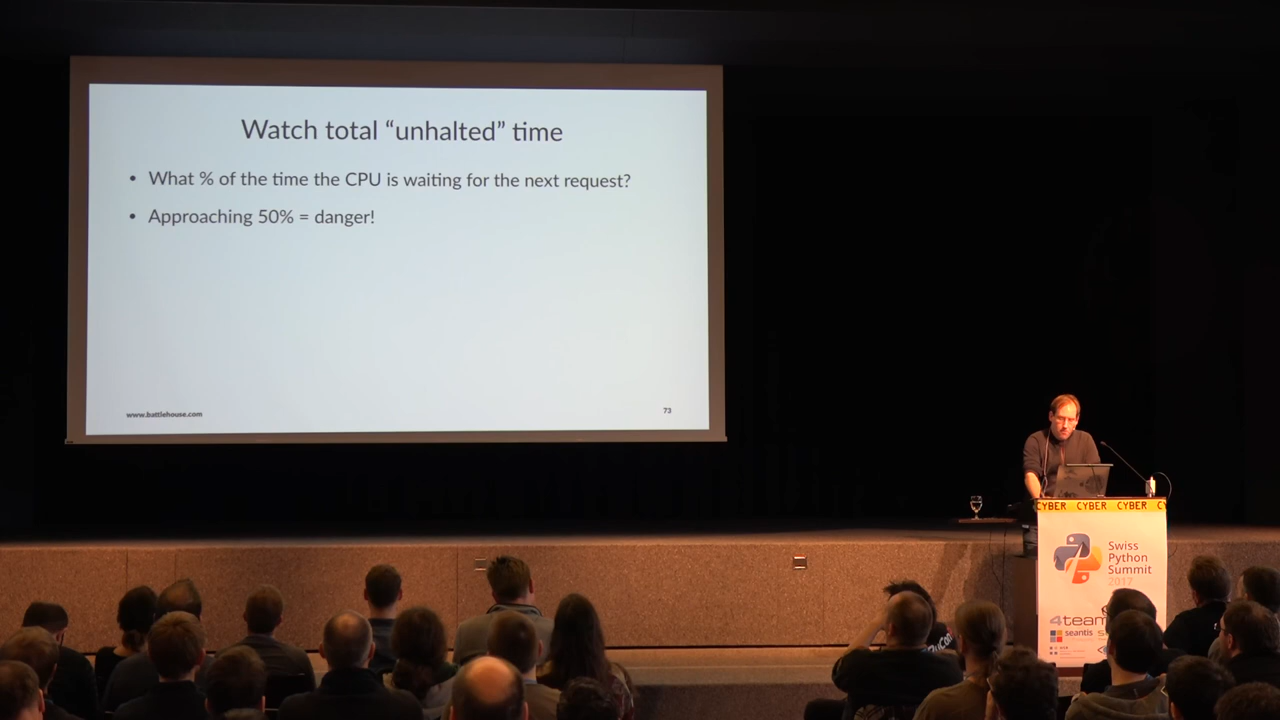 Watch total “unhalted” time
• What % of the time the CPU is waiting for the next request?
• Approaching 50% = danger!
www.battlehouse.com
73
CYBER CYBER CYBER
Swiss
Python
Summit
2017
4team
seantis